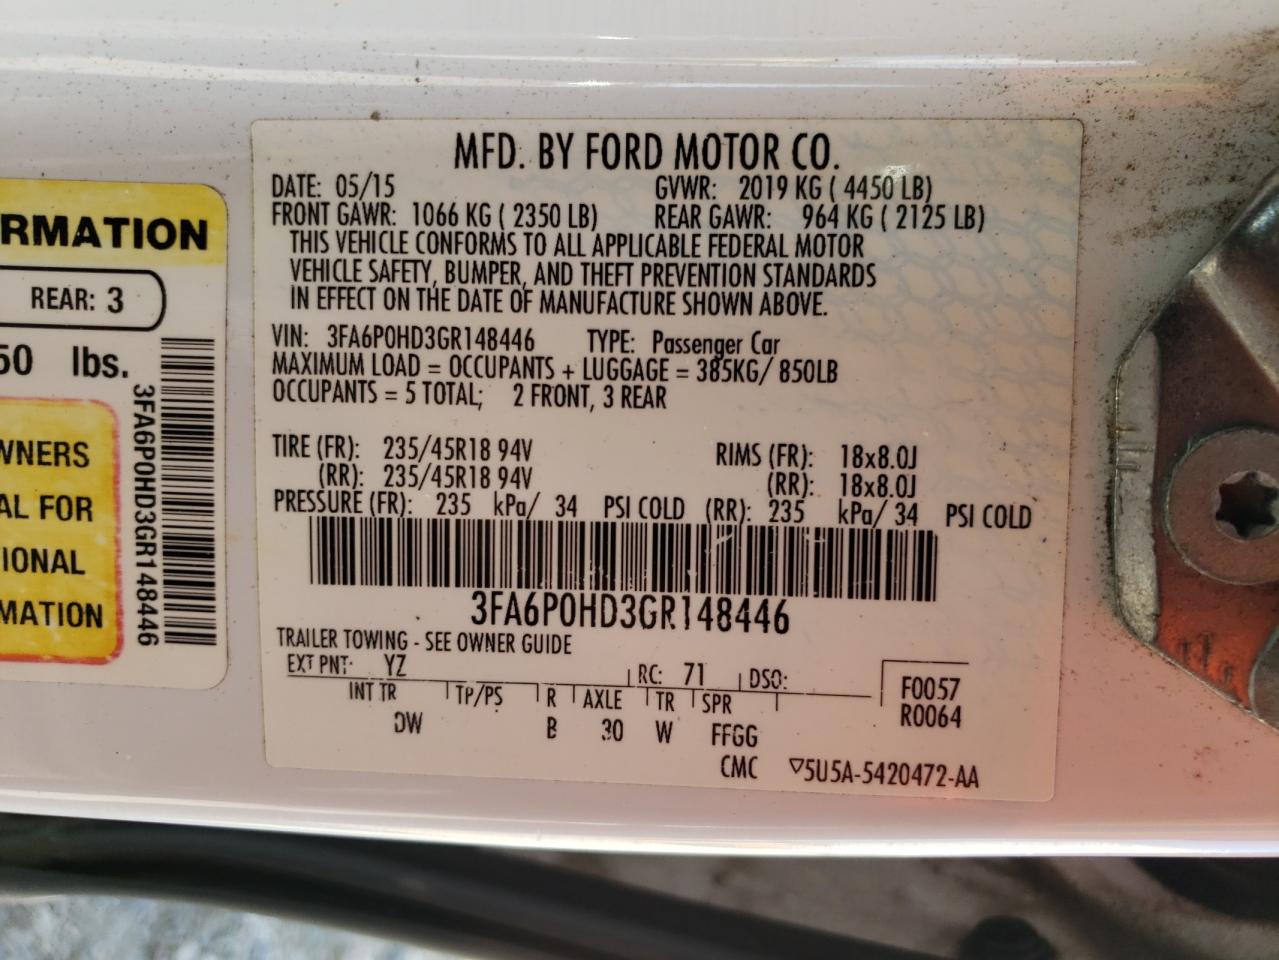 RMATION
REAR: 3
50 lbs.
WNERS
AL FOR
IONAL
MATION
3FA6P0HD3GR148446
MFD. BY FORD MOTOR CO.
DATE: 05/15 GVWR: 2019 KG ( 4450 LB)
FRONT GAWR: 1066 KG ( 2350 LB) REAR GAWR: 964 KG ( 2125 LB)
THIS VEHICLE CONFORMS TO ALL APPLICABLE FEDERAL MOTOR
VEHICLE SAFETY, BUMPER, AND THEFT PREVENTION STANDARDS
IN EFFECT ON THE DATE OF MANUFACTURE SHOWN ABOVE.
VIN: 3FA6P0HD3GR148446 TYPE: Passenger Car
MAXIMUM LOAD = OCCUPANTS + LUGGAGE = 385KG/ 850LB
OCCUPANTS = 5 TOTAL; 2 FRONT, 3 REAR
TIRE (FR): 235/45R18 94V RIMS (FR): 18x8.0J
(RR): 235/45R18 94V (RR): 18x8.0J
PRESSURE (FR): 235 kPa/ 34 PSI COLD (RR): 235 kPa/ 34 PSI COLD
3FA6P0HD3GR148446
TRAILER TOWING - SEE OWNER GUIDE
EXT PNT: YZ RC: 71 DSO:
INT TR TP/PS R AXLE TR SPR
DW B 30 W FFGG
F0057
R0064
CMC ▽5U5A-5420472-AA